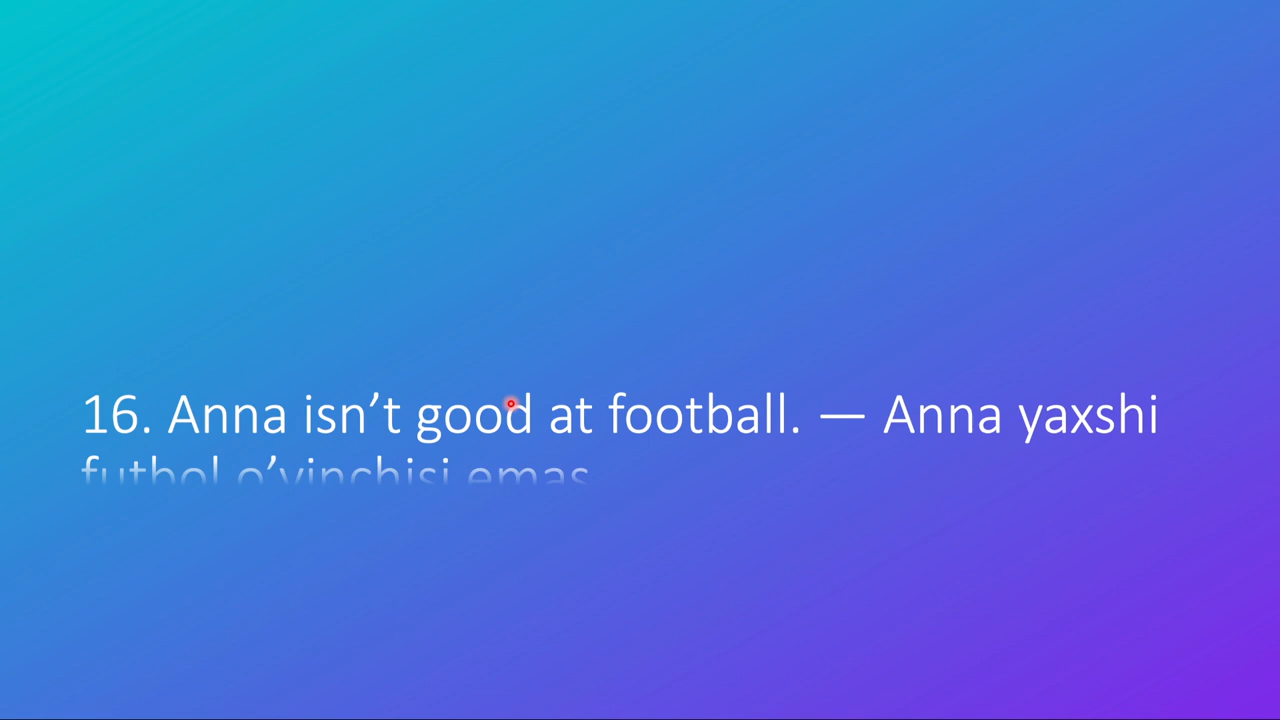 16. Anna isn’t good at football. — Anna yaxshi
futbol o’yinchisi emas